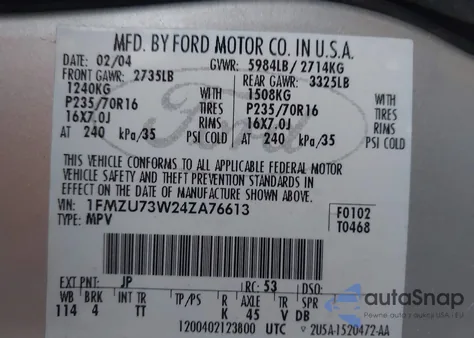 MFD. BY FORD MOTOR CO. IN U.S.A.
DATE: 02/04 GVWR: 5984LB / 2714KG
FRONT GAWR: 2735LB REAR GAWR: 3325LB
1240KG WITH 1508KG WITH
P235/70R16 TIRES P235/70R16 TIRES
16X7.0J RIMS 16X7.0J RIMS
AT 240 kPa/35 PSI COLD AT 240 kPa/35 PSI COLD
Ford
THIS VEHICLE CONFORMS TO ALL APPLICABLE FEDERAL MOTOR
VEHICLE SAFETY AND THEFT PREVENTION STANDARDS IN
EFFECT ON THE DATE OF MANUFACTURE SHOWN ABOVE.
VIN: 1FMZU73W24ZA76613 F0102
TYPE: MPV T0468
EXT PNT: JP RC: 53 DSO:
WB BRK INT TR TP/PS R AXLE TR
114 4 TT K 45 V DB
1200402123800 UTC 2U5A-1520472-AA
autoSnap
Pewne auta z aukcji w USA